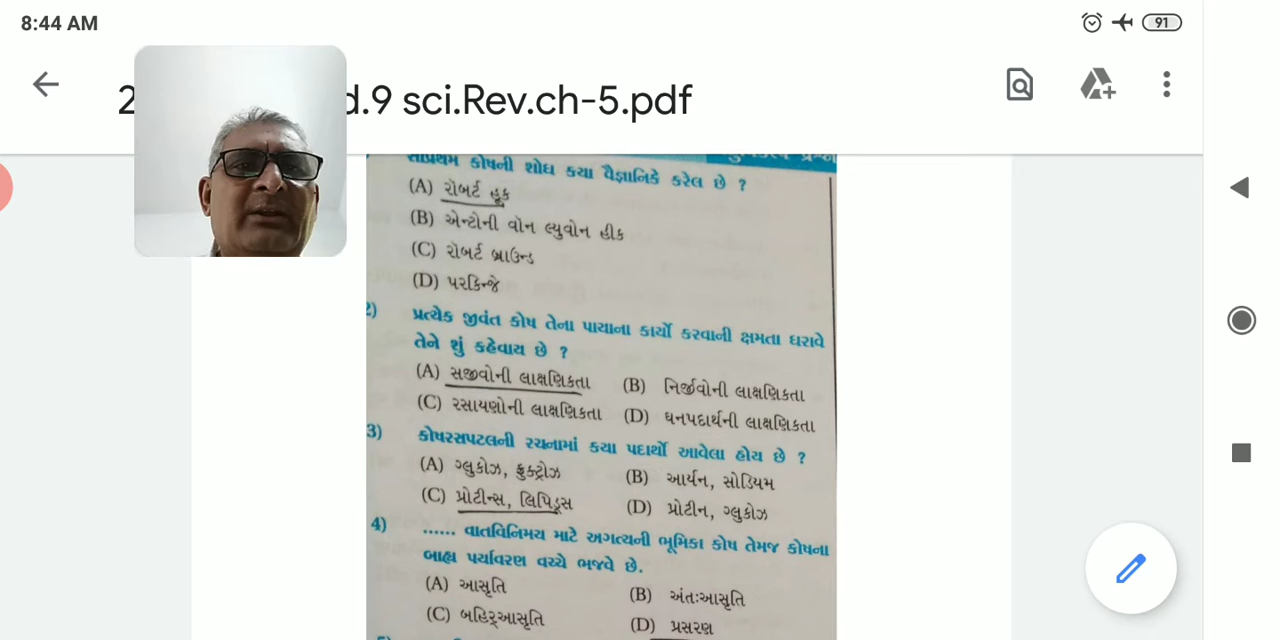 8:44 AM
91
2
d.9 sci.Rev.ch-5.pdf
કોષની શોધ કયા વૈજ્ઞાનિકે કરેલ છે ?
(A) રોબર્ટ હૂક
(B) એન્ટોની વૉન લ્યુવોન હીક
(C) રૉબર્ટ બ્રાઉન્ડ
(D) પરકિન્જે
2) પ્રત્યેક જીવંત કોષ તેના પાયાના કાર્યો કરવાની ક્ષમતા ધરાવે
તેને શું કહેવાય છે ?
(A) સજીવોની લાક્ષણિકતા (B) નિર્જીવોની લાક્ષણિકતા
(C) રસાયણોની લાક્ષણિકતા (D) ઘનપદાર્થની લાક્ષણિકતા
3) કોષરસપટલની રચનામાં કયા પદાર્થો આવેલા હોય છે ?
(A) ગ્લુકોઝ, ફ્રુક્ટ્રોઝ (B) આર્યન, સોડિયમ
(C) પ્રોટીન્સ, લિપિડ્સ (D) પ્રોટીન, ગ્લુકોઝ
4) ...... વાતવિનિમય માટે અગત્યની ભૂમિકા કોષ તેમજ કોષના
બાહ્ય પર્યાવરણ વચ્ચે ભજવે છે.
(A) આસૃતિ (B) અંતઃઆસૃતિ
(C) બહિર્આસૃતિ (D) પ્રસરણ